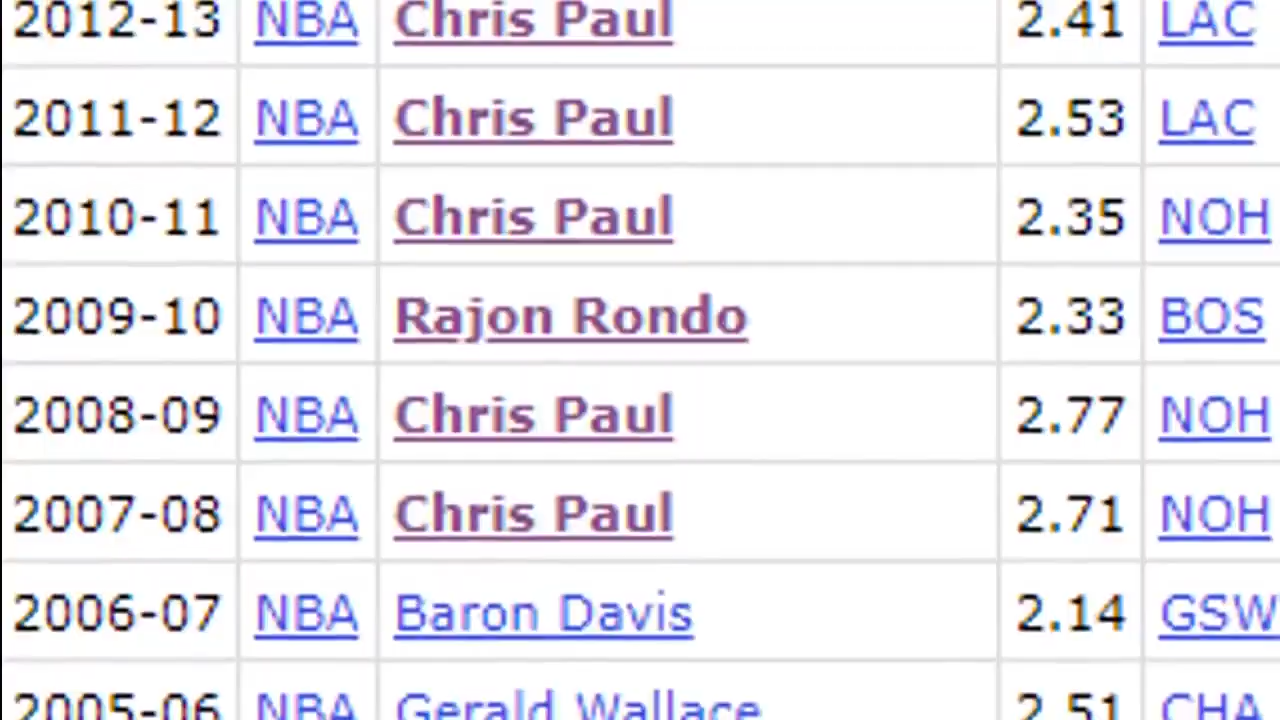 2012-13 NBA Chris Paul 2.41 LAC
2011-12 NBA Chris Paul 2.53 LAC
2010-11 NBA Chris Paul 2.35 NOH
2009-10 NBA Rajon Rondo 2.33 BOS
2008-09 NBA Chris Paul 2.77 NOH
2007-08 NBA Chris Paul 2.71 NOH
2006-07 NBA Baron Davis 2.14 GSW
2005-06 NBA Gerald Wallace 2.51 CHA